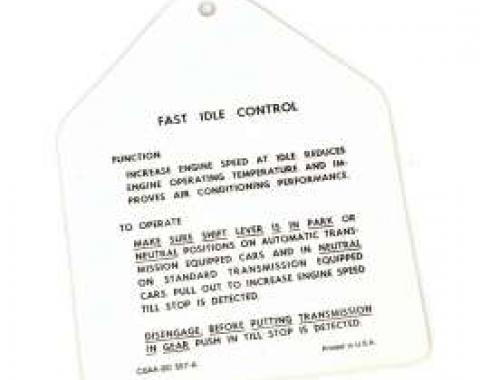 FAST IDLE CONTROL
FUNCTION
INCREASE ENGINE SPEED AT IDLE REDUCES
ENGINE OPERATING TEMPERATURE AND IM-
PROVES AIR CONDITIONING PERFORMANCE.
TO OPERATE
MAKE SURE SHIFT LEVER IS IN PARK OR
NEUTRAL POSITIONS ON AUTOMATIC TRANS-
MISSION EQUIPPED CARS AND IN NEUTRAL
ON STANDARD TRANSMISSION EQUIPPED
CARS. PULL OUT TO INCREASE ENGINE SPEED
TILL STOP IS DETECTED.
DISENGAGE, BEFORE PUTTING TRANSMISSION
IN GEAR PUSH IN TILL STOP IS DETECTED.
Printed in U.S.A.